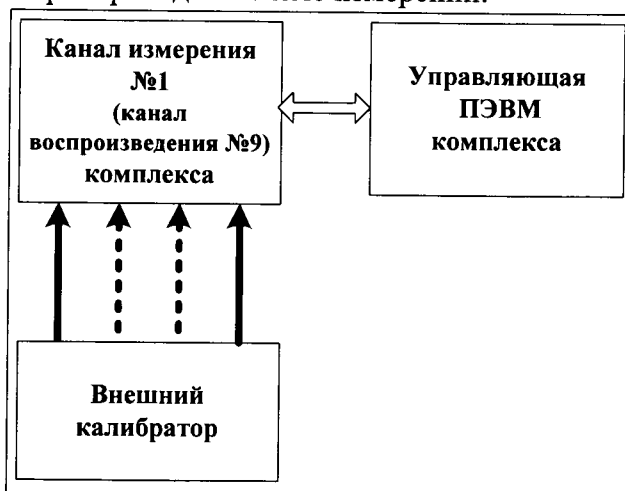 Канал измерения
№1
(канал
воспроизведения №9)
комплекса
Управляющая
ПЭВМ
комплекса
Внешний
калибратор